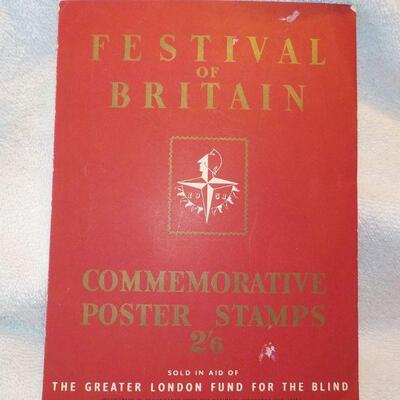 FESTIVAL
OF
BRITAIN
COMMEMORATIVE
POSTER STAMPS
2/6
SOLD IN AID OF
THE GREATER LONDON FUND FOR THE BLIND